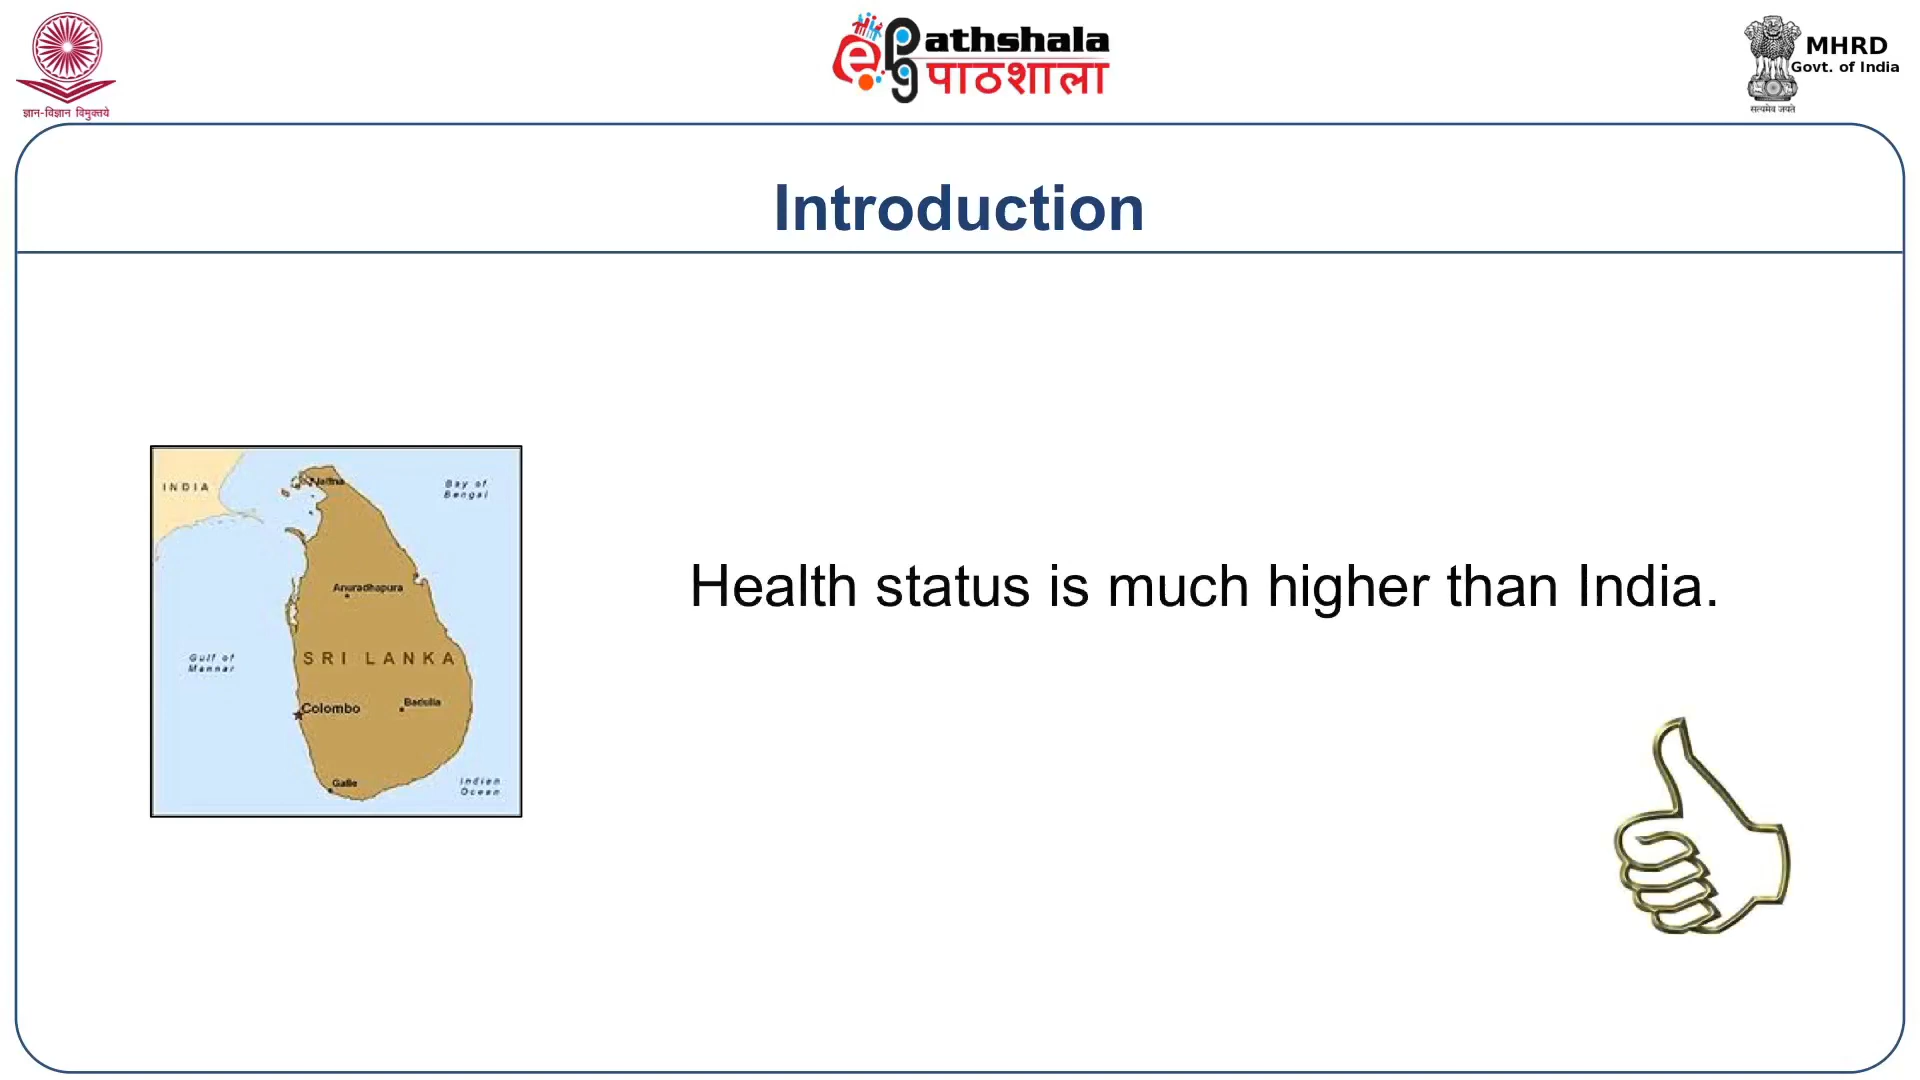 ज्ञान-विज्ञान विमुक्तये
ePathshala
पाठशाला
MHRD
Govt. of India
सत्यमेव जयते
Introduction
INDIA
Jaffna
Bay of
Bengal
Anuradhapura
Gulf of
Mannar
SRI LANKA
Colombo
Badulla
Galle
Indian
Ocean
Health status is much higher than India.